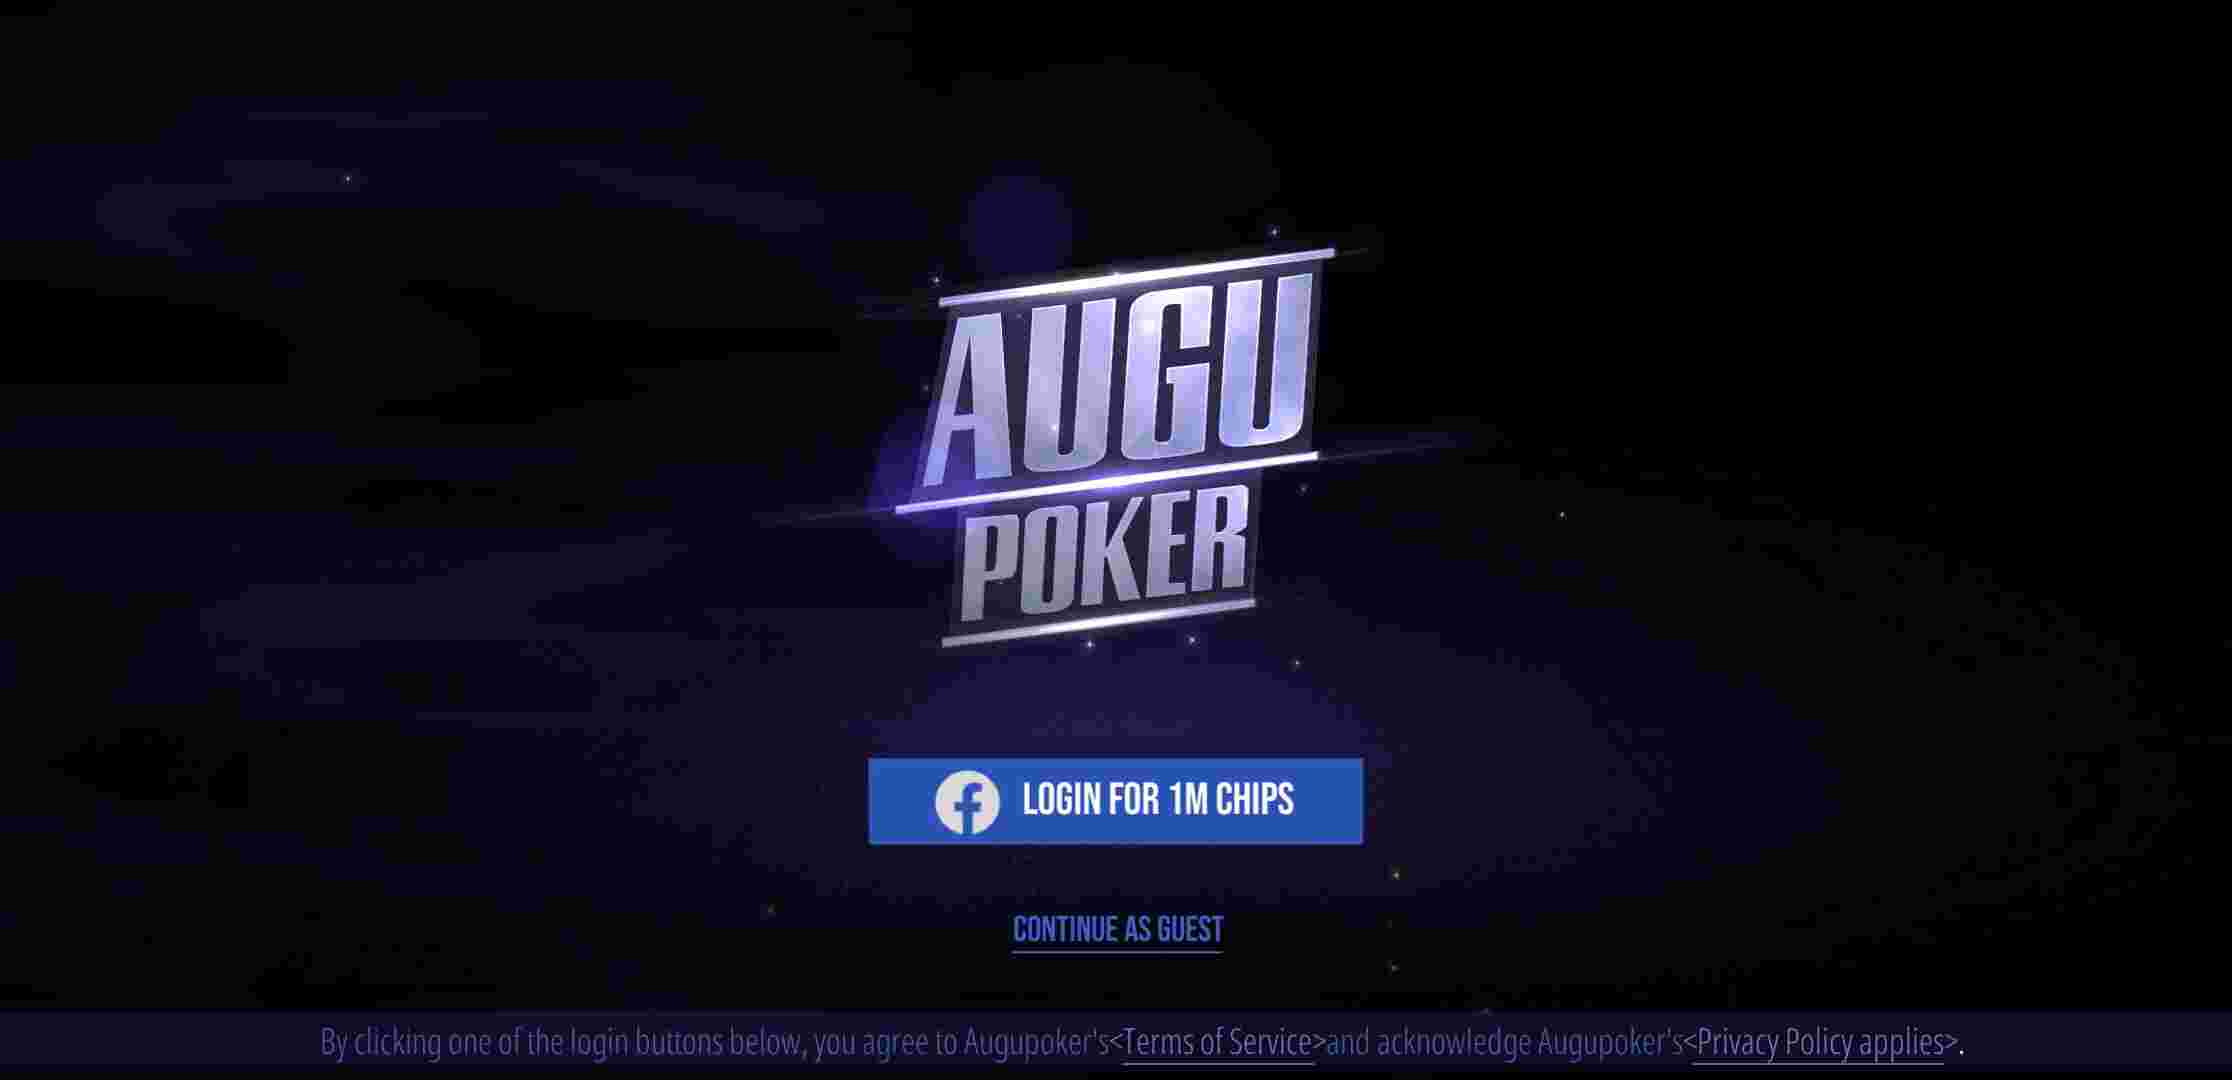 AUGU
POKER
LOGIN FOR 1M CHIPS
CONTINUE AS GUEST
By clicking one of the login buttons below, you agree to Augupoker's<Terms of Service>and acknowledge Augupoker's<Privacy Policy applies>.